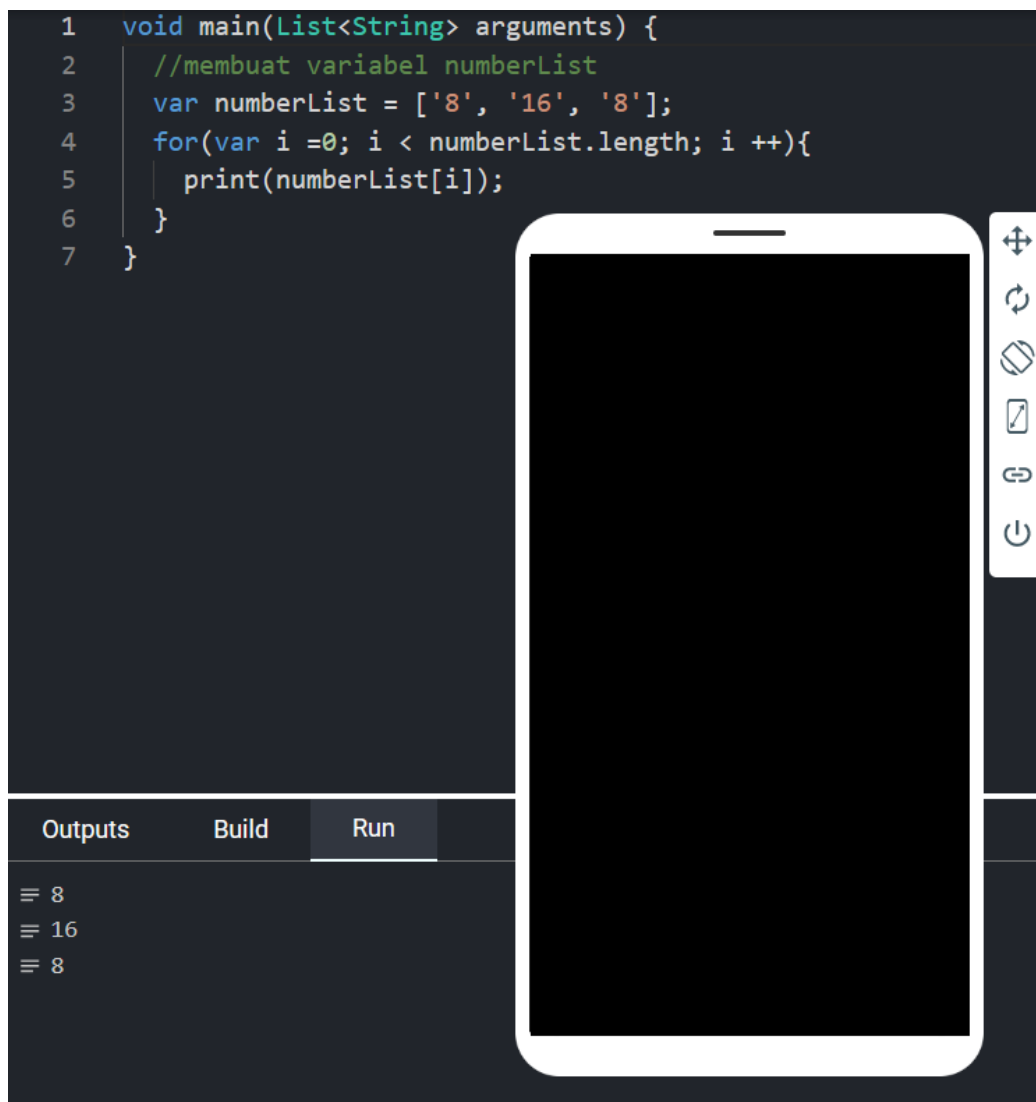 1 void main(List<String> arguments) {
2 //membuat variabel numberList
3 var numberList = ['8', '16', '8'];
4 for(var i =0; i < numberList.length; i ++){
5 print(numberList[i]);
6 }
7 }
Outputs Build Run
8
16
8